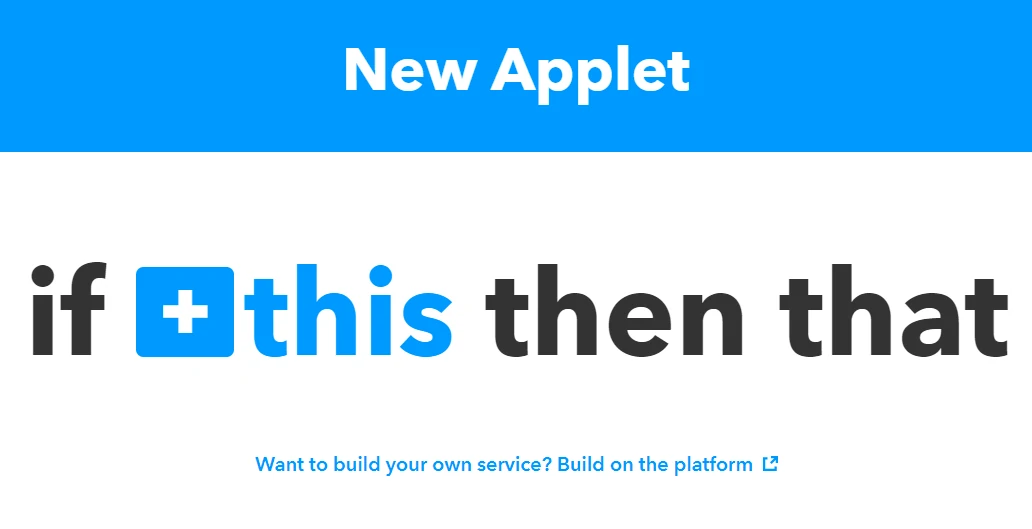 New Applet
if +this then that
Want to build your own service? Build on the platform